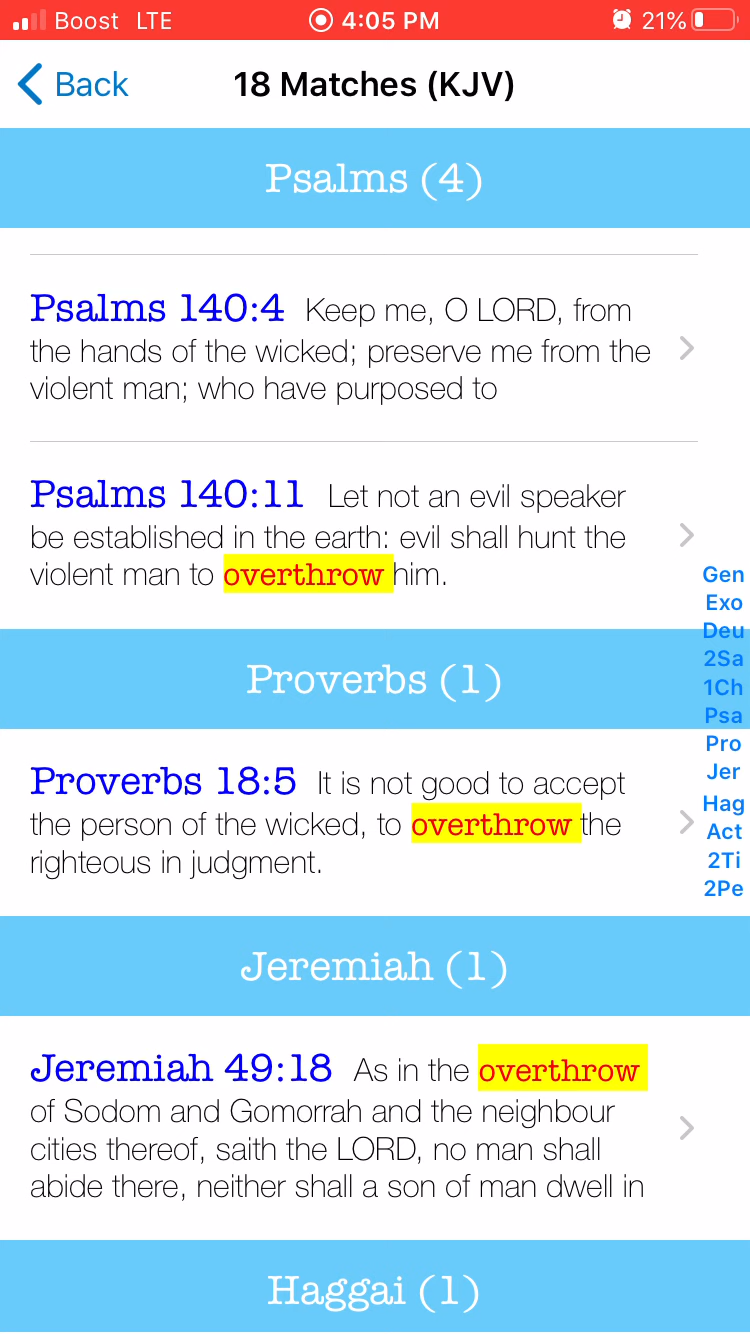 Boost LTE 4:05 PM 21%
Back 18 Matches (KJV)
Psalms (4)
Psalms 140:4 Keep me, O LORD, from
the hands of the wicked; preserve me from the
violent man; who have purposed to
Psalms 140:11 Let not an evil speaker
be established in the earth: evil shall hunt the
violent man to overthrow him.
Proverbs (1)
Proverbs 18:5 It is not good to accept
the person of the wicked, to overthrow the
righteous in judgment.
Jeremiah (1)
Jeremiah 49:18 As in the overthrow
of Sodom and Gomorrah and the neighbour
cities thereof, saith the LORD, no man shall
abide there, neither shall a son of man dwell in
Haggai (1)
Gen
Exo
Deu
2Sa
1Ch
Psa
Pro
Jer
Hag
Act
2Ti
2Pe